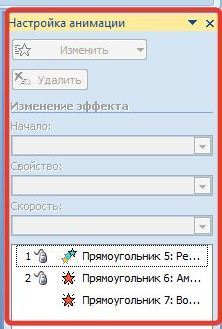 Настройка анимации
Изменить
Удалить
Изменение эффекта
Начало:
Свойство:
Скорость:
1 Прямоугольник 5: Ре...
2 Прямоугольник 6: Ам...
Прямоугольник 7: Во...